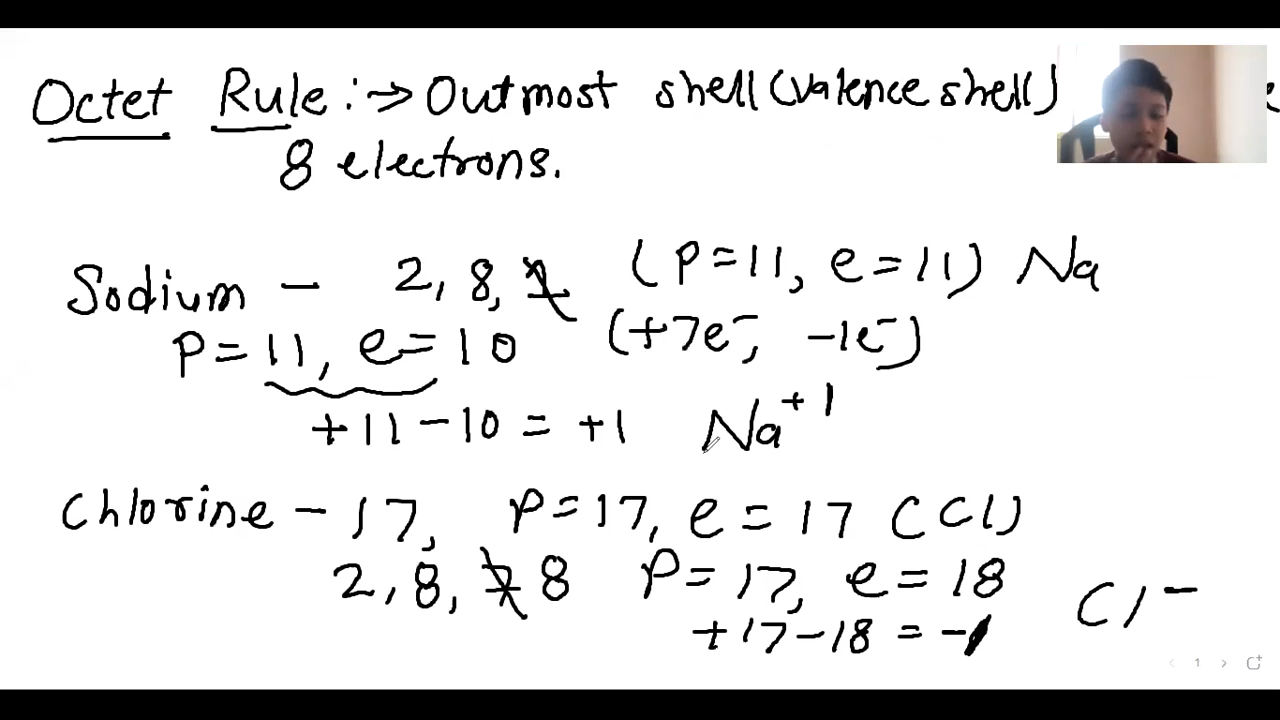 Octet Rule :→ Outmost shell (valence shell)
8 electrons.
Sodium - 2, 8, 1 (P=11, e=11) Na
P=11, e=10 (+7e⁻, -1e⁻)
+11-10 = +1 Na⁺¹
Chlorine - 17, P=17, e=17 (Cl)
2, 8, 7 8 P=17, e=18 Cl⁻
+17-18 = -1
1